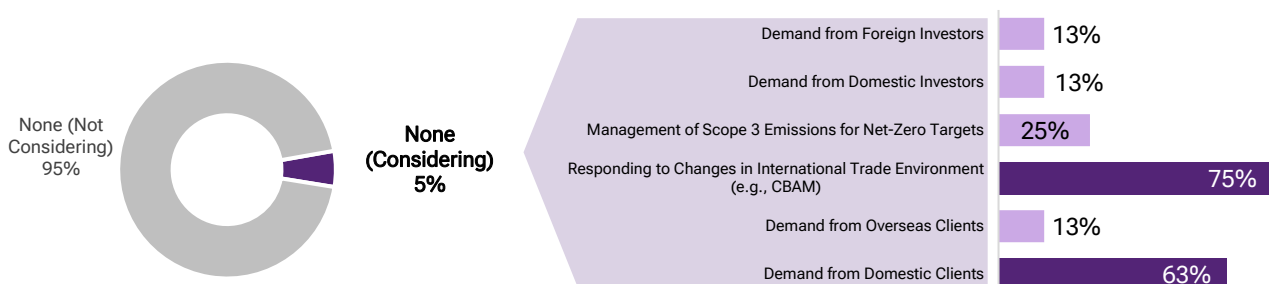 None (Not
Considering)
95%
None
(Considering)
5%
Demand from Foreign Investors
13%
Demand from Domestic Investors
13%
Management of Scope 3 Emissions for Net-Zero Targets
25%
Responding to Changes in International Trade Environment
(e.g., CBAM)
75%
Demand from Overseas Clients
13%
Demand from Domestic Clients
63%